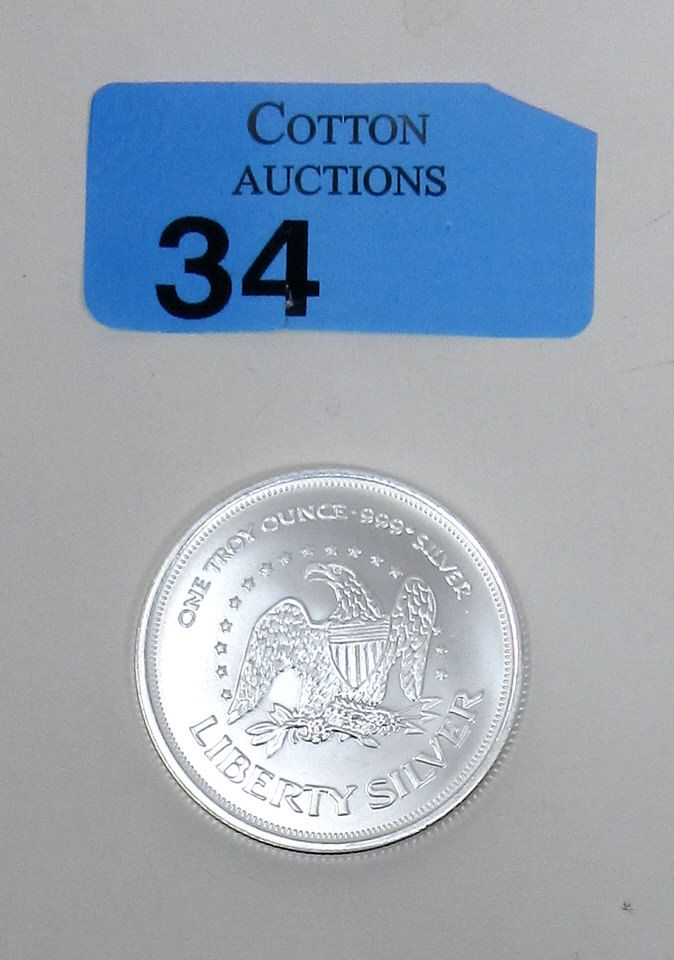 COTTON
AUCTIONS
34
ONE TROY OUNCE · 999 · SILVER
LIBERTY SILVER